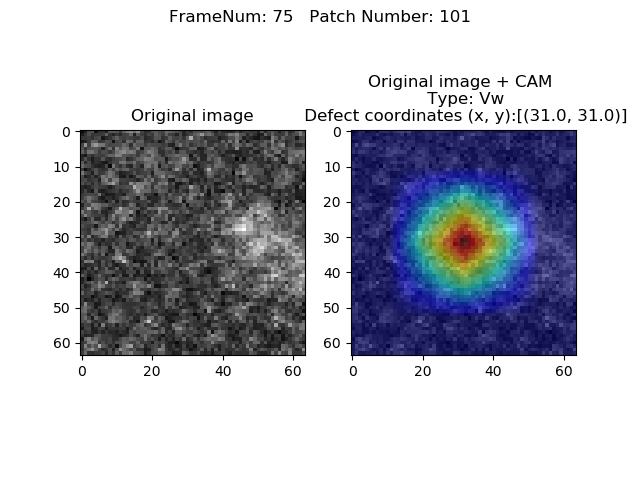 FrameNum: 75   Patch Number: 101
Original image
0
10
20
30
40
50
60
0 20 40 60
Original image + CAM
Type: Vw
Defect coordinates (x, y):[(31.0, 31.0)]
0
10
20
30
40
50
60
0 20 40 60